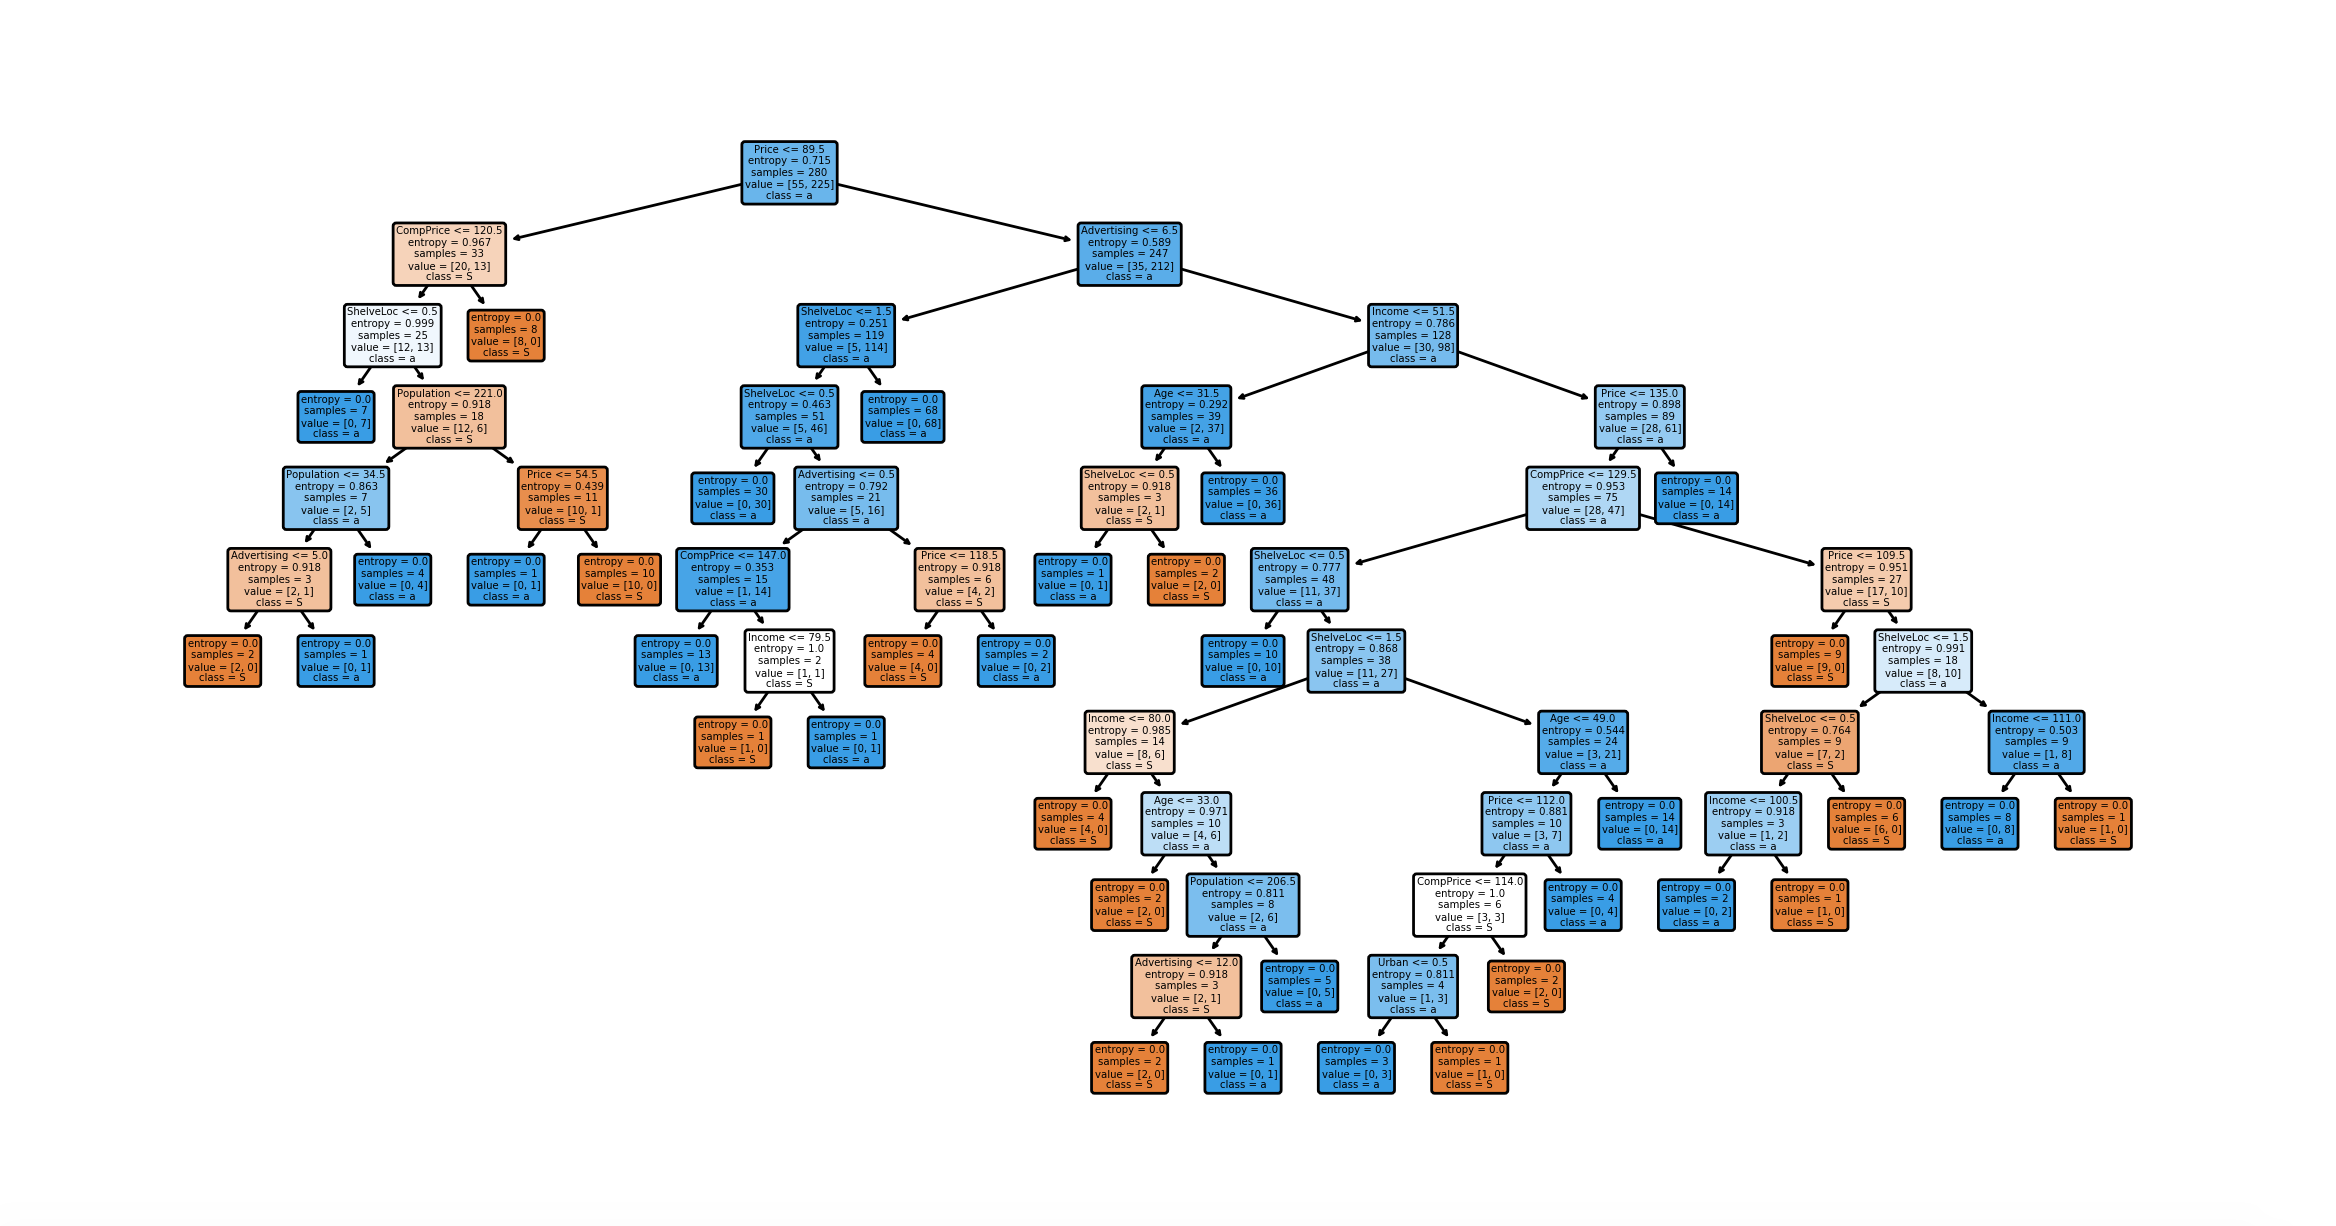 Price <= 89.5
entropy = 0.715
samples = 280
value = [55, 225]
class = a
CompPrice <= 120.5
entropy = 0.967
samples = 33
value = [20, 13]
class = S
Advertising <= 6.5
entropy = 0.589
samples = 247
value = [35, 212]
class = a
ShelveLoc <= 0.5
entropy = 0.999
samples = 25
value = [12, 13]
class = a
entropy = 0.0
samples = 8
value = [8, 0]
class = S
ShelveLoc <= 1.5
entropy = 0.251
samples = 119
value = [5, 114]
class = a
Income <= 51.5
entropy = 0.786
samples = 128
value = [30, 98]
class = a
entropy = 0.0
samples = 7
value = [0, 7]
class = a
Population <= 221.0
entropy = 0.918
samples = 18
value = [12, 6]
class = S
ShelveLoc <= 0.5
entropy = 0.463
samples = 51
value = [5, 46]
class = a
entropy = 0.0
samples = 68
value = [0, 68]
class = a
Age <= 31.5
entropy = 0.292
samples = 39
value = [2, 37]
class = a
Price <= 135.0
entropy = 0.898
samples = 89
value = [28, 61]
class = a
Population <= 34.5
entropy = 0.863
samples = 7
value = [2, 5]
class = a
Price <= 54.5
entropy = 0.439
samples = 11
value = [10, 1]
class = S
entropy = 0.0
samples = 30
value = [0, 30]
class = a
Advertising <= 0.5
entropy = 0.792
samples = 21
value = [5, 16]
class = a
ShelveLoc <= 0.5
entropy = 0.918
samples = 3
value = [2, 1]
class = S
entropy = 0.0
samples = 36
value = [0, 36]
class = a
CompPrice <= 129.5
entropy = 0.953
samples = 75
value = [28, 47]
class = a
entropy = 0.0
samples = 14
value = [0, 14]
class = a
Advertising <= 5.0
entropy = 0.918
samples = 3
value = [2, 1]
class = S
entropy = 0.0
samples = 4
value = [0, 4]
class = a
entropy = 0.0
samples = 1
value = [0, 1]
class = a
entropy = 0.0
samples = 10
value = [10, 0]
class = S
CompPrice <= 147.0
entropy = 0.353
samples = 15
value = [1, 14]
class = a
Price <= 118.5
entropy = 0.918
samples = 6
value = [4, 2]
class = S
entropy = 0.0
samples = 1
value = [0, 1]
class = a
entropy = 0.0
samples = 2
value = [2, 0]
class = S
ShelveLoc <= 0.5
entropy = 0.777
samples = 48
value = [11, 37]
class = a
Price <= 109.5
entropy = 0.951
samples = 27
value = [17, 10]
class = S
entropy = 0.0
samples = 2
value = [2, 0]
class = S
entropy = 0.0
samples = 1
value = [0, 1]
class = a
entropy = 0.0
samples = 13
value = [0, 13]
class = a
Income <= 79.5
entropy = 1.0
samples = 2
value = [1, 1]
class = S
entropy = 0.0
samples = 4
value = [4, 0]
class = S
entropy = 0.0
samples = 2
value = [0, 2]
class = a
entropy = 0.0
samples = 10
value = [0, 10]
class = a
ShelveLoc <= 1.5
entropy = 0.868
samples = 38
value = [11, 27]
class = a
entropy = 0.0
samples = 9
value = [9, 0]
class = S
ShelveLoc <= 1.5
entropy = 0.991
samples = 18
value = [8, 10]
class = a
entropy = 0.0
samples = 1
value = [1, 0]
class = S
entropy = 0.0
samples = 1
value = [0, 1]
class = a
Income <= 80.0
entropy = 0.985
samples = 14
value = [8, 6]
class = S
Age <= 49.0
entropy = 0.544
samples = 24
value = [3, 21]
class = a
ShelveLoc <= 0.5
entropy = 0.764
samples = 9
value = [7, 2]
class = S
Income <= 111.0
entropy = 0.503
samples = 9
value = [1, 8]
class = a
entropy = 0.0
samples = 4
value = [4, 0]
class = S
Age <= 33.0
entropy = 0.971
samples = 10
value = [4, 6]
class = a
Price <= 112.0
entropy = 0.881
samples = 10
value = [3, 7]
class = a
entropy = 0.0
samples = 14
value = [0, 14]
class = a
Income <= 100.5
entropy = 0.918
samples = 3
value = [1, 2]
class = a
entropy = 0.0
samples = 6
value = [6, 0]
class = S
entropy = 0.0
samples = 8
value = [0, 8]
class = a
entropy = 0.0
samples = 1
value = [1, 0]
class = S
entropy = 0.0
samples = 2
value = [2, 0]
class = S
Population <= 206.5
entropy = 0.811
samples = 8
value = [2, 6]
class = a
CompPrice <= 114.0
entropy = 1.0
samples = 6
value = [3, 3]
class = S
entropy = 0.0
samples = 4
value = [0, 4]
class = a
entropy = 0.0
samples = 2
value = [0, 2]
class = a
entropy = 0.0
samples = 1
value = [1, 0]
class = S
Advertising <= 12.0
entropy = 0.918
samples = 3
value = [2, 1]
class = S
entropy = 0.0
samples = 5
value = [0, 5]
class = a
Urban <= 0.5
entropy = 0.811
samples = 4
value = [1, 3]
class = a
entropy = 0.0
samples = 2
value = [2, 0]
class = S
entropy = 0.0
samples = 2
value = [2, 0]
class = S
entropy = 0.0
samples = 1
value = [0, 1]
class = a
entropy = 0.0
samples = 3
value = [0, 3]
class = a
entropy = 0.0
samples = 1
value = [1, 0]
class = S